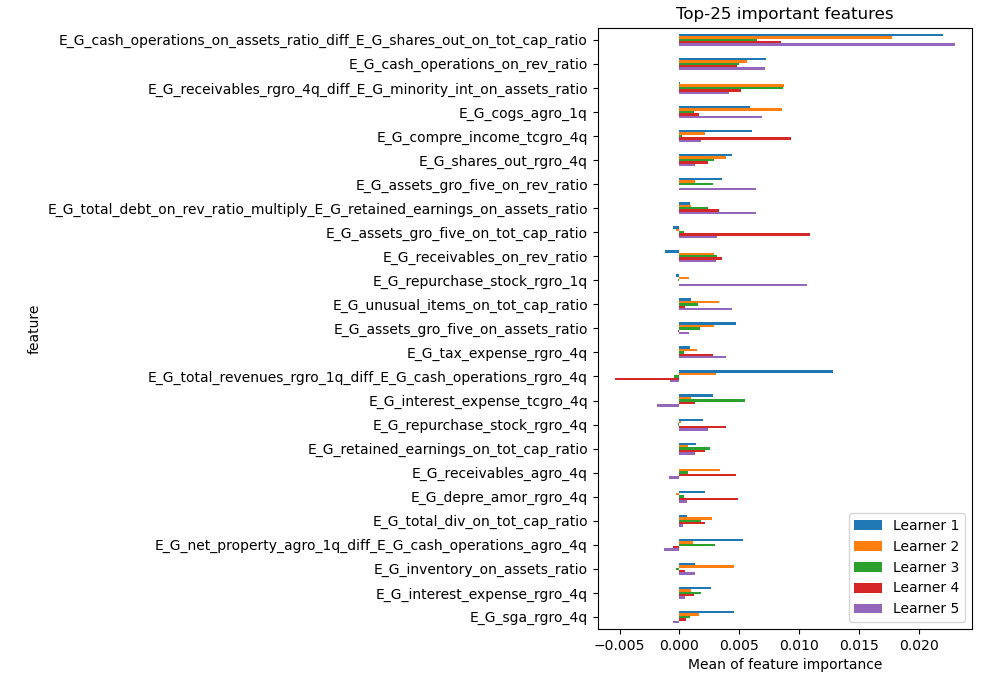 Top-25 important features
E_G_cash_operations_on_assets_ratio_diff_E_G_shares_out_on_tot_cap_ratio
E_G_cash_operations_on_rev_ratio
E_G_receivables_rgro_4q_diff_E_G_minority_int_on_assets_ratio
E_G_cogs_agro_1q
E_G_compre_income_tcgro_4q
E_G_shares_out_rgro_4q
E_G_assets_gro_five_on_rev_ratio
E_G_total_debt_on_rev_ratio_multiply_E_G_retained_earnings_on_assets_ratio
E_G_assets_gro_five_on_tot_cap_ratio
E_G_receivables_on_rev_ratio
E_G_repurchase_stock_rgro_1q
E_G_unusual_items_on_tot_cap_ratio
E_G_assets_gro_five_on_assets_ratio
E_G_tax_expense_rgro_4q
E_G_total_revenues_rgro_1q_diff_E_G_cash_operations_rgro_4q
E_G_interest_expense_tcgro_4q
E_G_repurchase_stock_rgro_4q
E_G_retained_earnings_on_tot_cap_ratio
E_G_receivables_agro_4q
E_G_depre_amor_rgro_4q
E_G_total_div_on_tot_cap_ratio
E_G_net_property_agro_1q_diff_E_G_cash_operations_agro_4q
E_G_inventory_on_assets_ratio
E_G_interest_expense_rgro_4q
E_G_sga_rgro_4q
feature
Learner 1
Learner 2
Learner 3
Learner 4
Learner 5
−0.005 0.000 0.005 0.010 0.015 0.020
Mean of feature importance